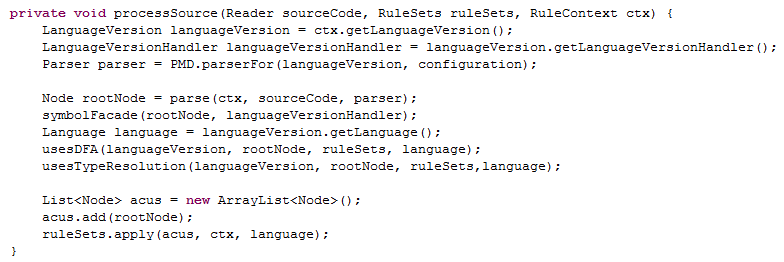 private void processSource(Reader sourceCode, RuleSets ruleSets, RuleContext ctx) {
    LanguageVersion languageVersion = ctx.getLanguageVersion();
    LanguageVersionHandler languageVersionHandler = languageVersion.getLanguageVersionHandler();
    Parser parser = PMD.parserFor(languageVersion, configuration);

    Node rootNode = parse(ctx, sourceCode, parser);
    symbolFacade(rootNode, languageVersionHandler);
    Language language = languageVersion.getLanguage();
    usesDFA(languageVersion, rootNode, ruleSets, language);
    usesTypeResolution(languageVersion, rootNode, ruleSets,language);

    List<Node> acus = new ArrayList<Node>();
    acus.add(rootNode);
    ruleSets.apply(acus, ctx, language);
}